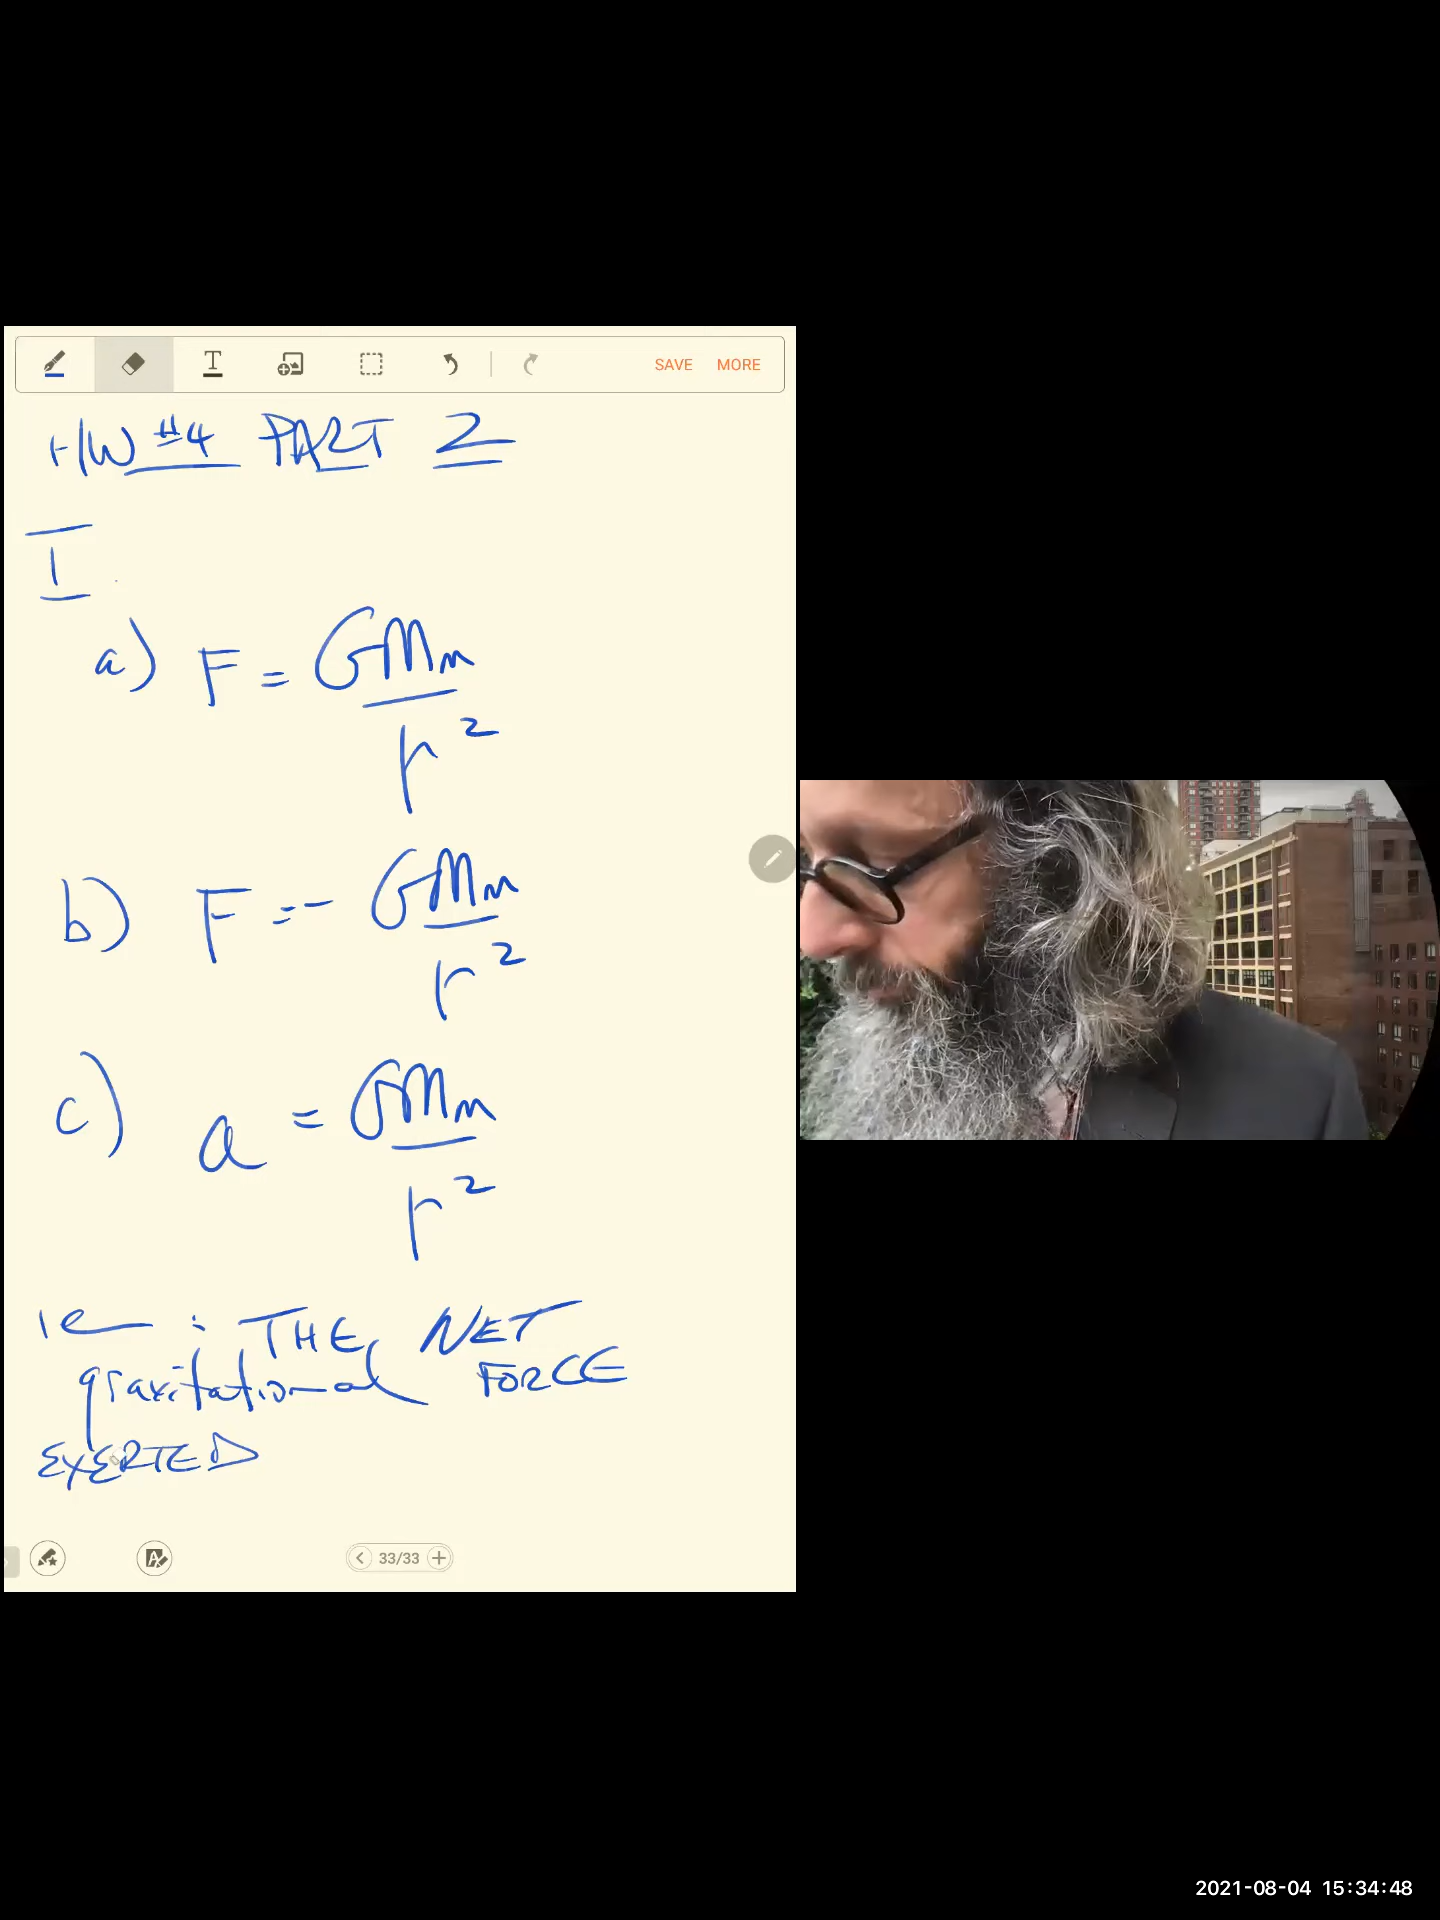 T
SAVE MORE
HW #4 PART 2
I
a) F = GMm
r²
b) F = - GMm
r²
c) a = GMm
r²
ie : THE NET
gravitational FORCE
EXERTED
A
33/33
2021-08-04 15:34:48